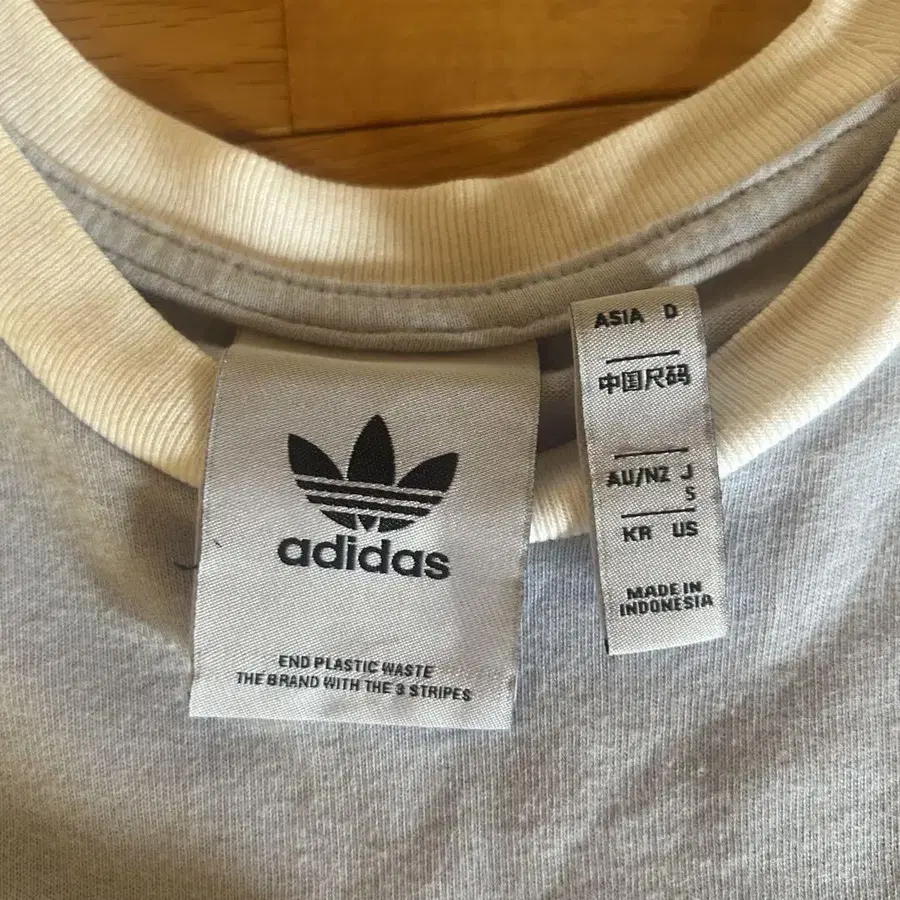 adidas
END PLASTIC WASTE
THE BRAND WITH THE 3 STRIPES
ASIA D
中国尺码
AU/NZ J
S
KR US
MADE IN
INDONESIA